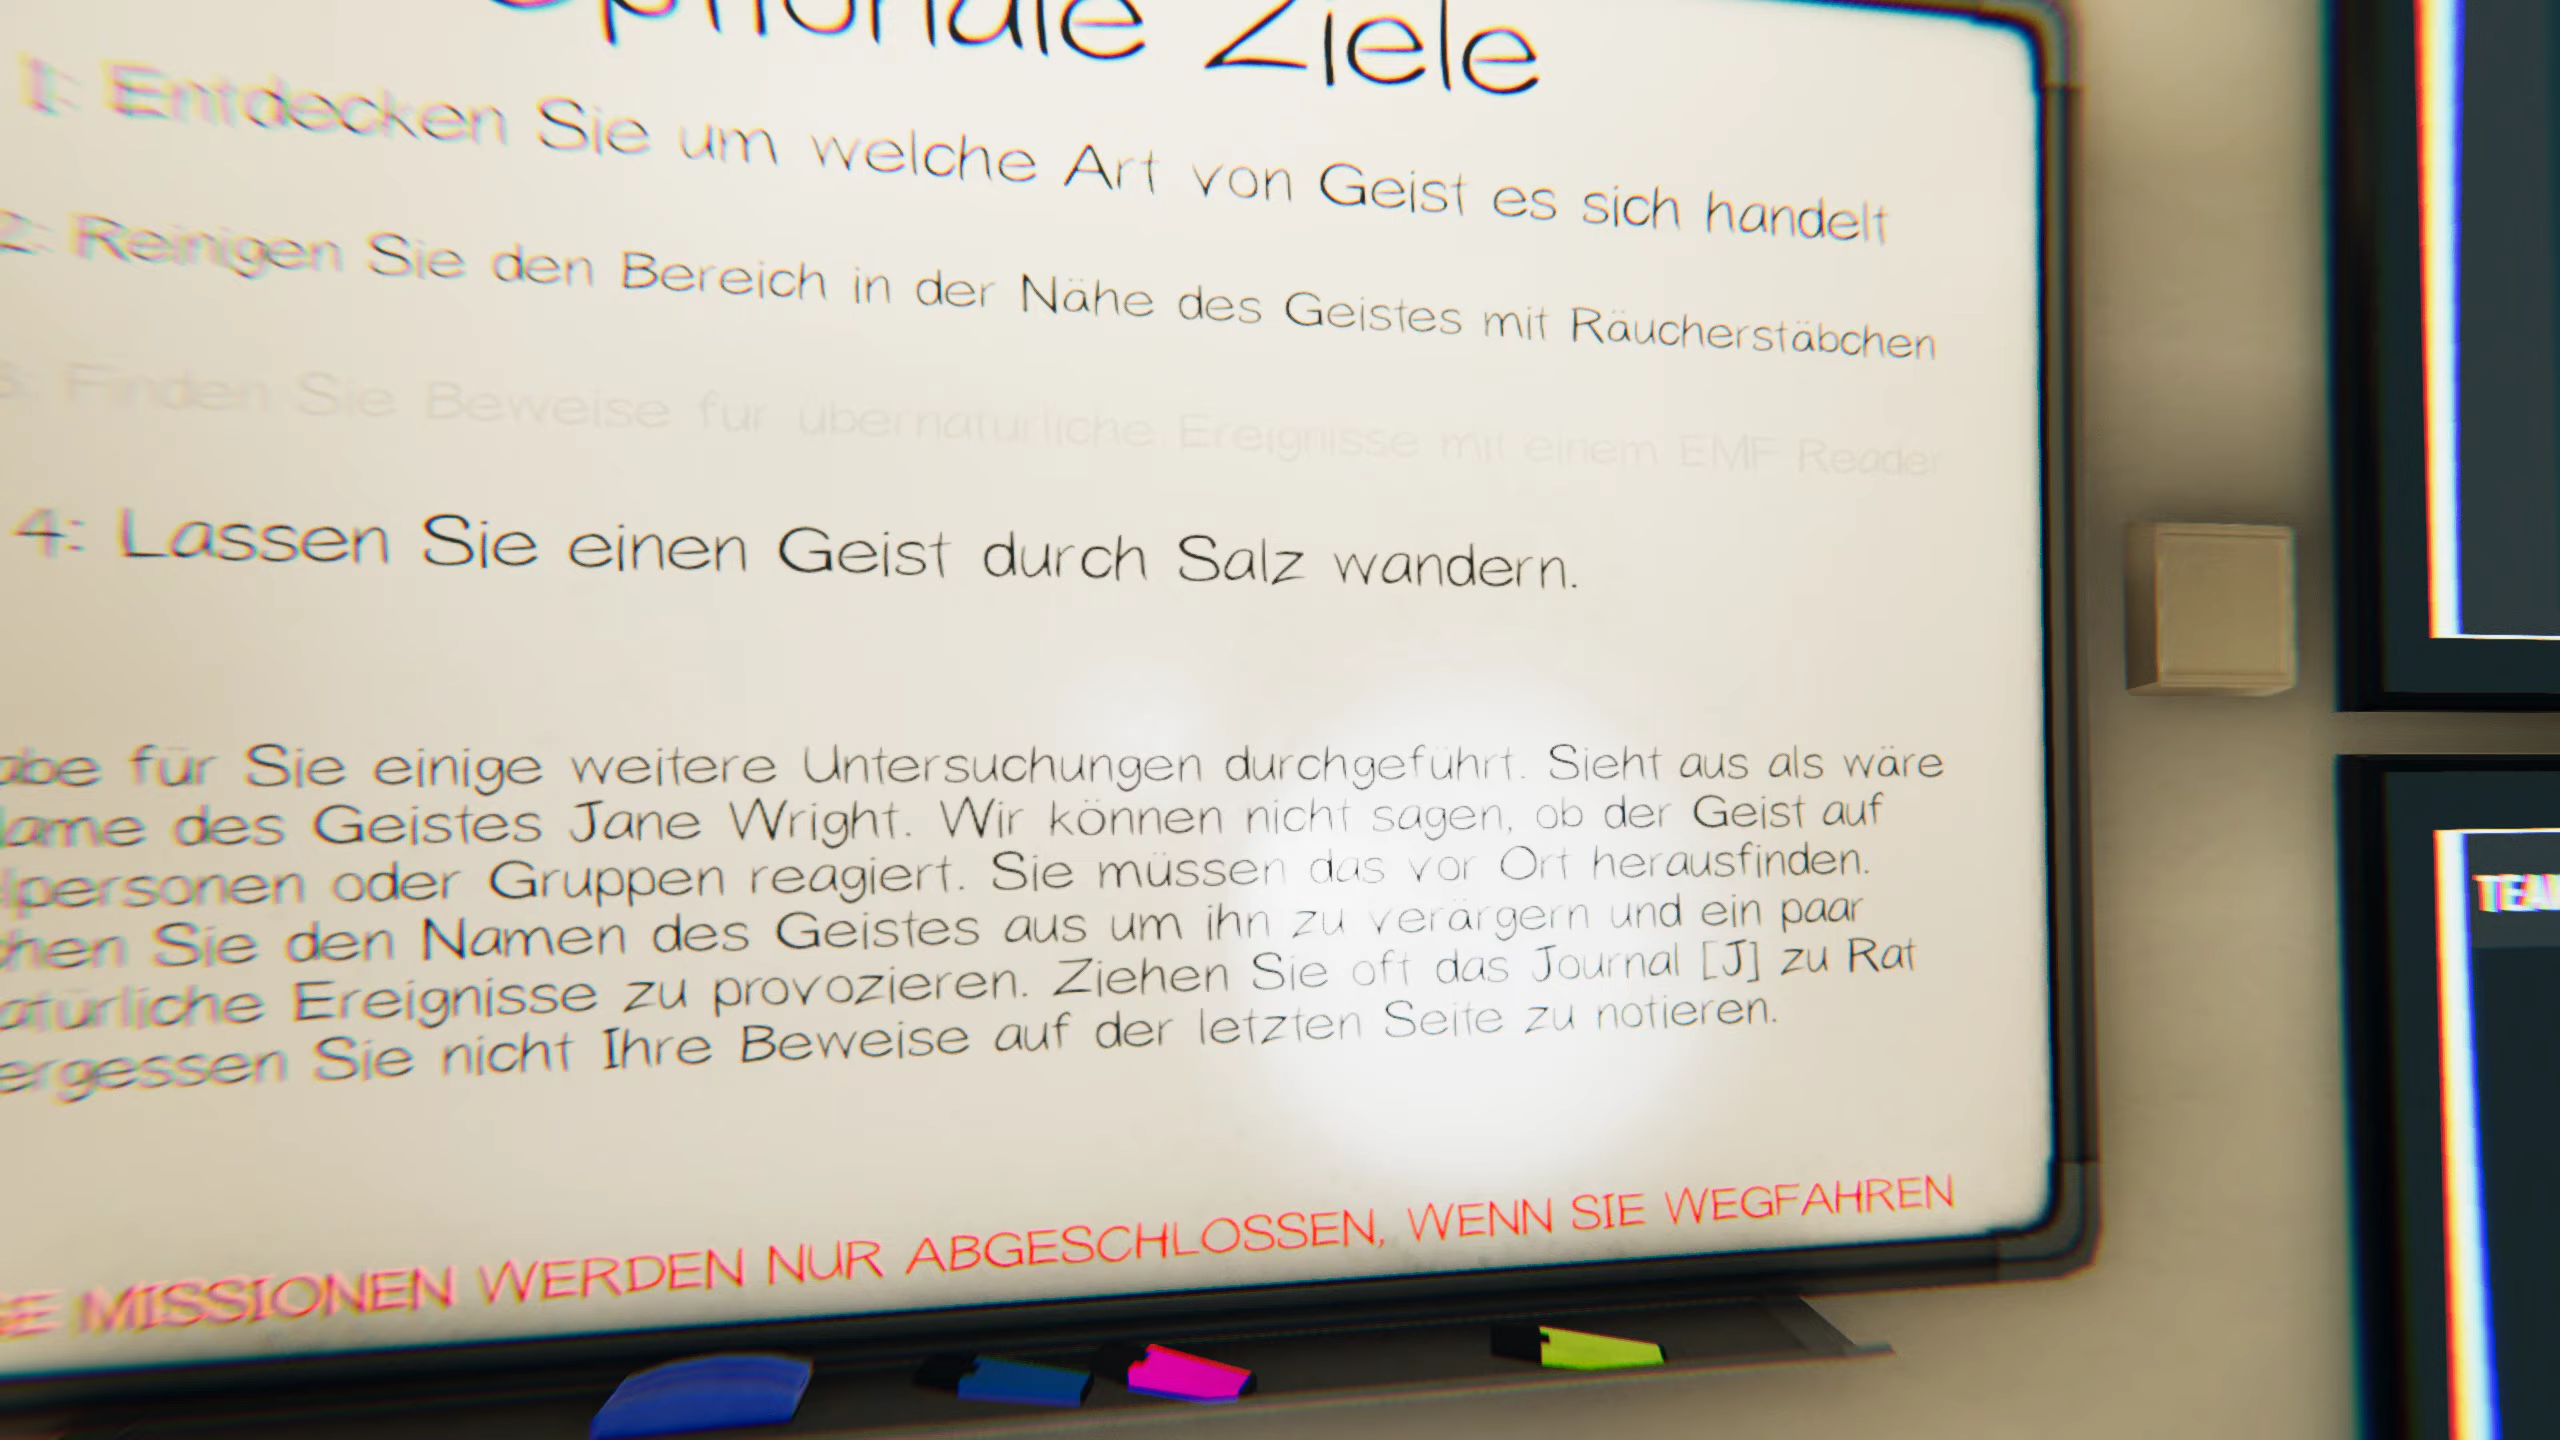 Optionale Ziele
1: Entdecken Sie um welche Art von Geist es sich handelt
2: Reinigen Sie den Bereich in der Nähe des Geistes mit Räucherstäbchen
3: Finden Sie Beweise für übernatürliche Ereignisse mit einem EMF Reader
4: Lassen Sie einen Geist durch Salz wandern.
abe für Sie einige weitere Untersuchungen durchgeführt. Sieht aus als wäre
ame des Geistes Jane Wright. Wir können nicht sagen, ob der Geist auf
lpersonen oder Gruppen reagiert. Sie müssen das vor Ort herausfinden.
hen Sie den Namen des Geistes aus um ihn zu verärgern und ein paar
atürliche Ereignisse zu provozieren. Ziehen Sie oft das Journal [J] zu Rat
ergessen Sie nicht Ihre Beweise auf der letzten Seite zu notieren.
GE MISSIONEN WERDEN NUR ABGESCHLOSSEN, WENN SIE WEGFAHREN
TEA